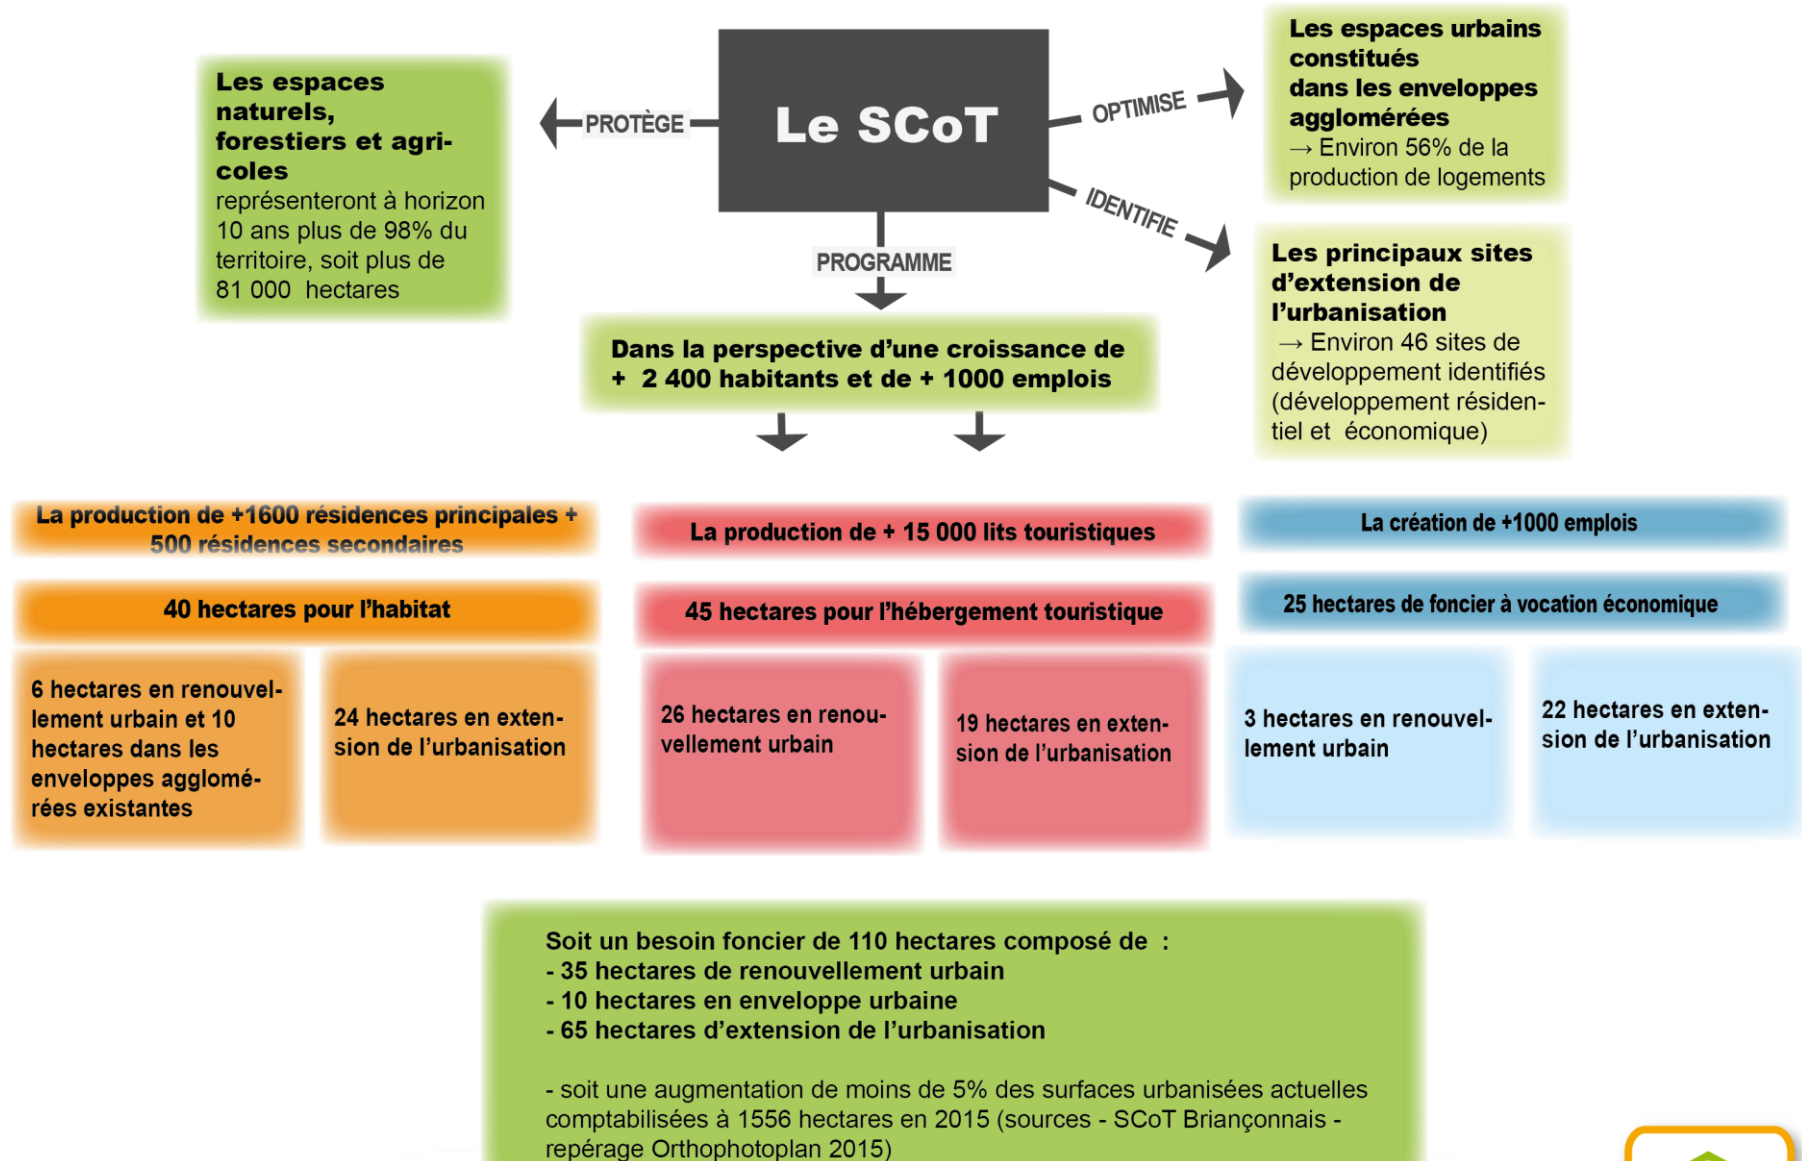 Les espaces
naturels,
forestiers et agri-
coles
représenteront à horizon
10 ans plus de 98% du
territoire, soit plus de
81 000 hectares
PROTÈGE
Le SCoT
OPTIMISE
Les espaces urbains
constitués
dans les enveloppes
agglomérées
→ Environ 56% de la
production de logements
IDENTIFIE
Les principaux sites
d'extension de
l'urbanisation
→ Environ 46 sites de
développement identifiés
(développement résiden-
tiel et économique)
PROGRAMME
Dans la perspective d'une croissance de
+ 2 400 habitants et de + 1000 emplois
La production de +1600 résidences principales +
500 résidences secondaires
40 hectares pour l'habitat
6 hectares en renouvel-
lement urbain et 10
hectares dans les
enveloppes agglomé-
rées existantes
24 hectares en exten-
sion de l'urbanisation
La production de + 15 000 lits touristiques
45 hectares pour l'hébergement touristique
26 hectares en renou-
vellement urbain
19 hectares en exten-
sion de l'urbanisation
La création de +1000 emplois
25 hectares de foncier à vocation économique
3 hectares en renouvel-
lement urbain
22 hectares en exten-
sion de l'urbanisation
Soit un besoin foncier de 110 hectares composé de :
- 35 hectares de renouvellement urbain
- 10 hectares en enveloppe urbaine
- 65 hectares d'extension de l'urbanisation
- soit une augmentation de moins de 5% des surfaces urbanisées actuelles
comptabilisées à 1556 hectares en 2015 (sources - SCoT Briançonnais -
repérage Orthophotoplan 2015)